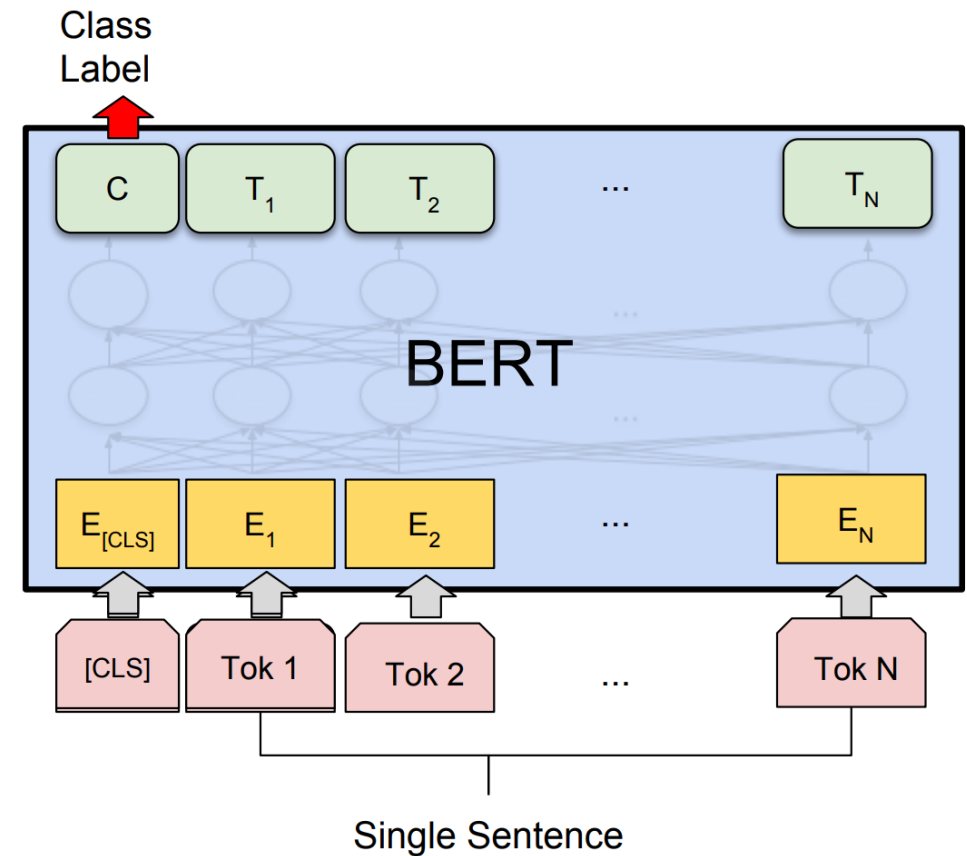 Class
Label
C T1 T2 ... TN
...
BERT
...
E[CLS] E1 E2 ... EN
[CLS] Tok 1 Tok 2 ... Tok N
Single Sentence